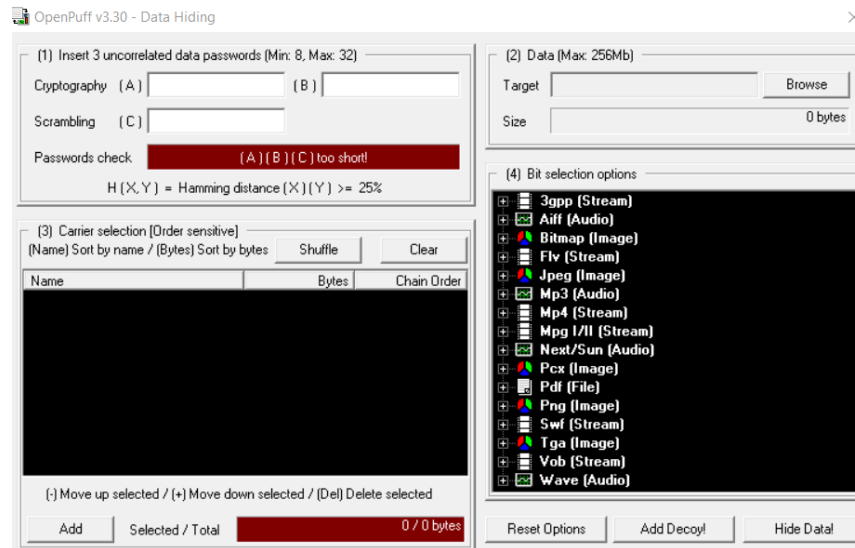 OpenPuff v3.30 - Data Hiding
(1) Insert 3 uncorrelated data passwords (Min: 8, Max: 32)
Cryptography (A) (B)
Scrambling (C)
Passwords check (A) (B) (C) too short!
H (X,Y) = Hamming distance (X) (Y) >= 25%
(2) Data (Max: 256Mb)
Target Browse
Size 0 bytes
(3) Carrier selection [Order sensitive]
(Name) Sort by name / (Bytes) Sort by bytes Shuffle Clear
Name Bytes Chain Order
(-) Move up selected / (+) Move down selected / (Del) Delete selected
Add Selected / Total 0 / 0 bytes
(4) Bit selection options
3gpp (Stream)
Aiff (Audio)
Bitmap (Image)
Flv (Stream)
Jpeg (Image)
Mp3 (Audio)
Mp4 (Stream)
Mpg I/II (Stream)
Next/Sun (Audio)
Pcx (Image)
Pdf (File)
Png (Image)
Swf (Stream)
Tga (Image)
Vob (Stream)
Wave (Audio)
Reset Options Add Decoy! Hide Data!